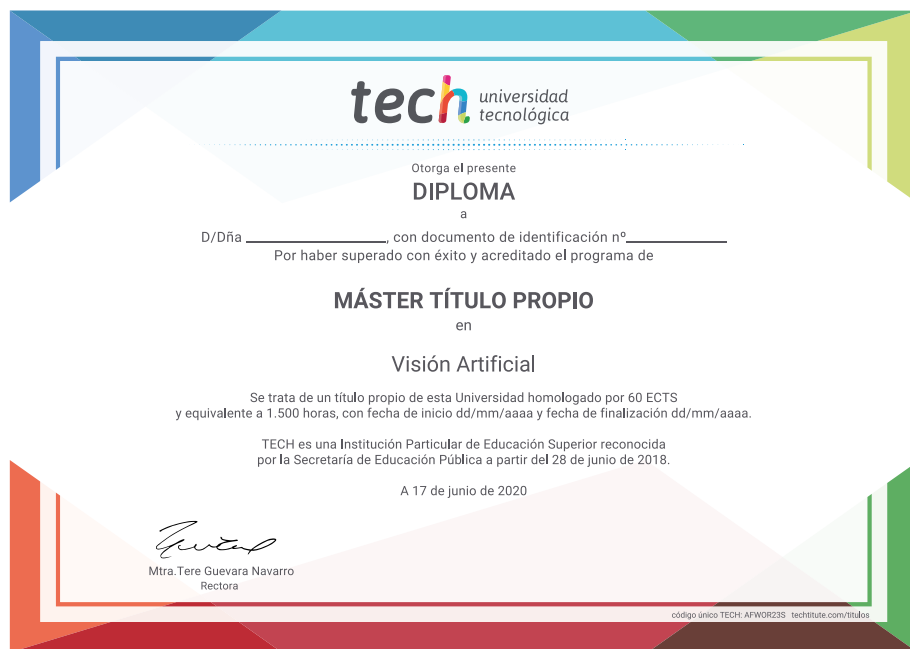 tech universidad
tecnológica
Otorga el presente
DIPLOMA
a
D/Dña ____________, con documento de identificación nº____________
Por haber superado con éxito y acreditado el programa de
MÁSTER TÍTULO PROPIO
en
Visión Artificial
Se trata de un título propio de esta Universidad homologado por 60 ECTS
y equivalente a 1.500 horas, con fecha de inicio dd/mm/aaaa y fecha de finalización dd/mm/aaaa.
TECH es una Institución Particular de Educación Superior reconocida
por la Secretaría de Educación Pública a partir del 28 de junio de 2018.
A 17 de junio de 2020
Mtra.Tere Guevara Navarro
Rectora
código único TECH: AFWOR23S techtitute.com/titulos